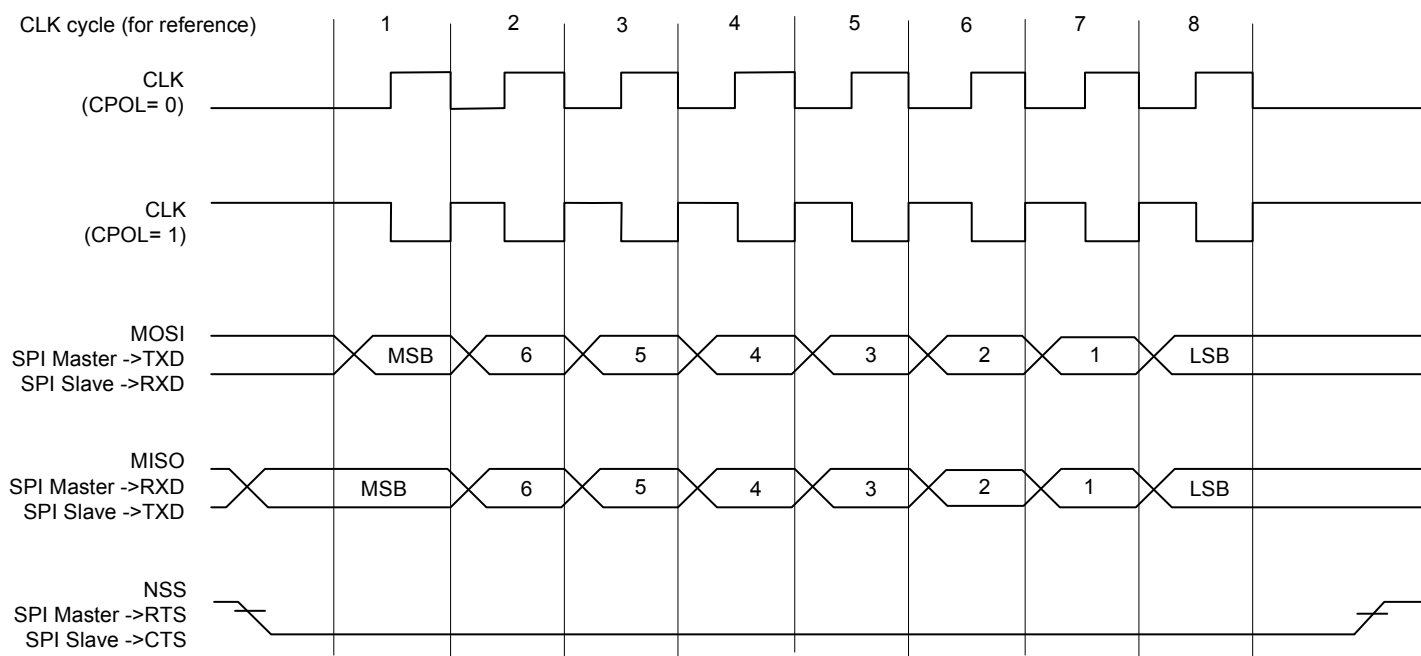 CLK cycle (for reference) 1 2 3 4 5 6 7 8
CLK
(CPOL= 0)
CLK
(CPOL= 1)
MOSI
SPI Master ->TXD
SPI Slave ->RXD
MSB 6 5 4 3 2 1 LSB
MISO
SPI Master ->RXD
SPI Slave ->TXD
MSB 6 5 4 3 2 1 LSB
NSS
SPI Master ->RTS
SPI Slave ->CTS